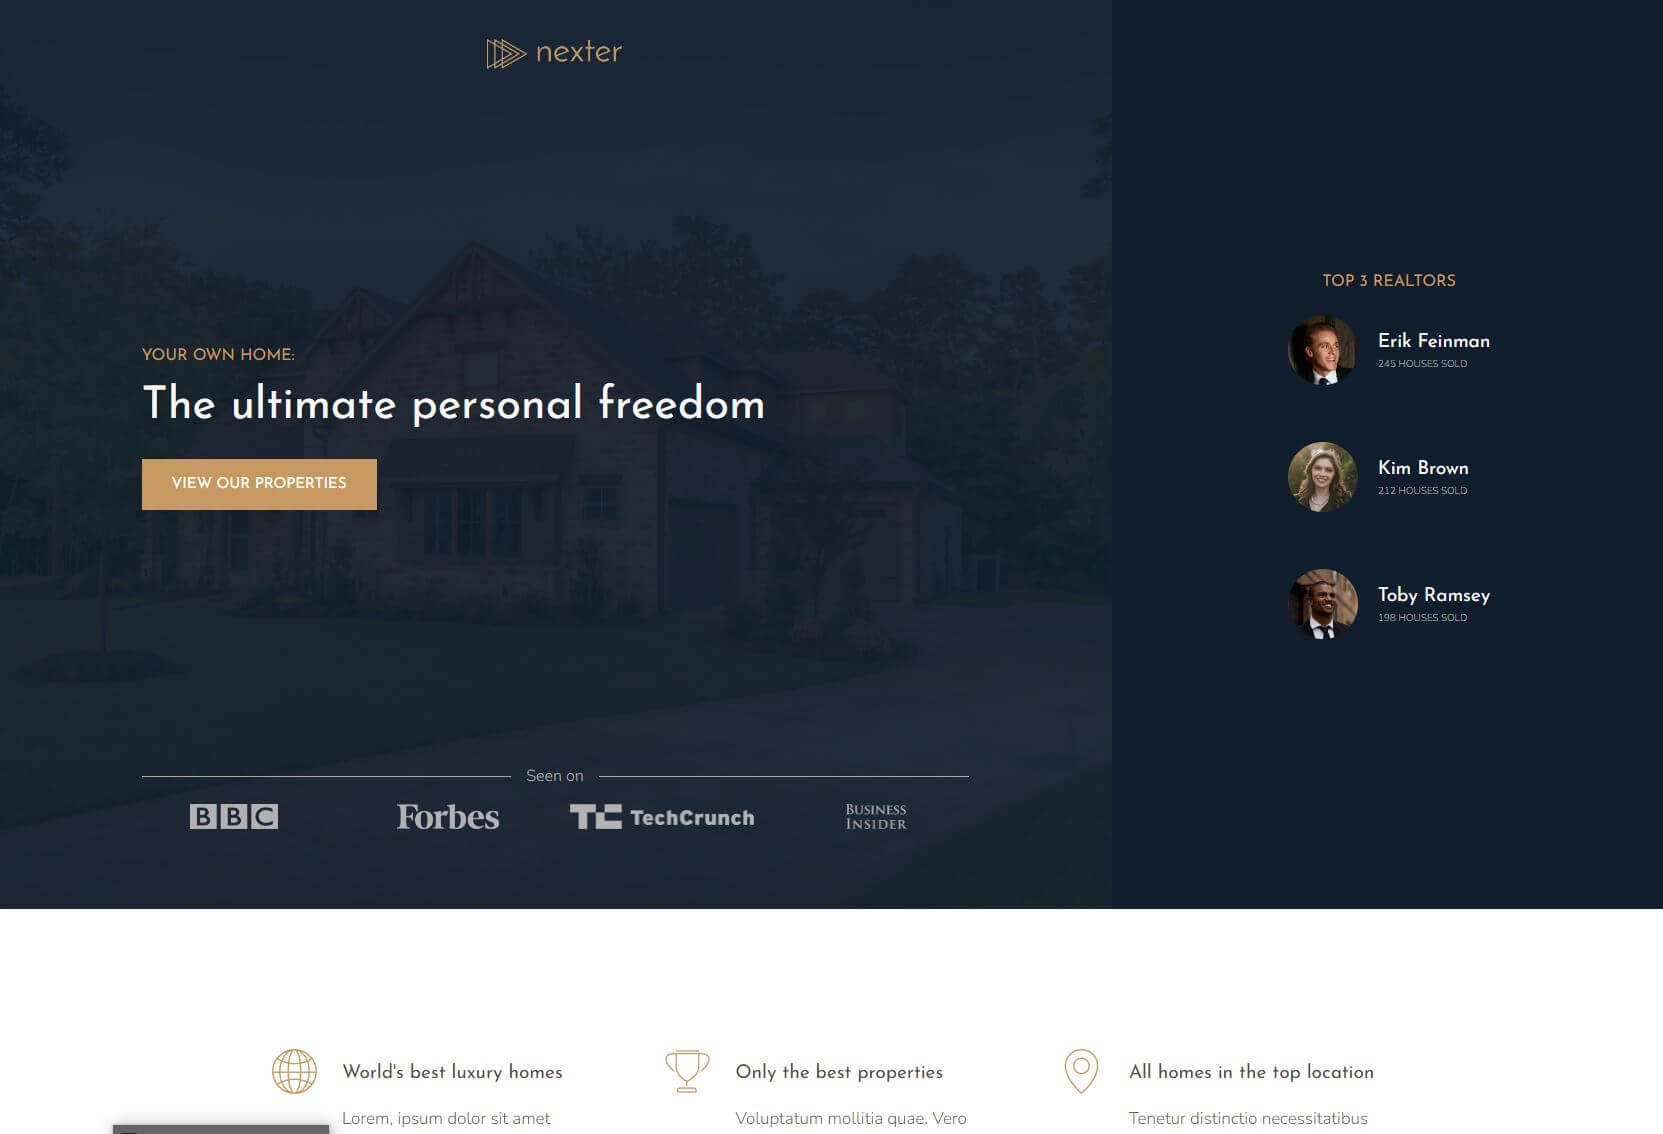 nexter
YOUR OWN HOME:
The ultimate personal freedom
VIEW OUR PROPERTIES
Seen on
BBC
Forbes
TC TechCrunch
BUSINESS
INSIDER
TOP 3 REALTORS
Erik Feinman
245 HOUSES SOLD
Kim Brown
212 HOUSES SOLD
Toby Ramsey
198 HOUSES SOLD
World's best luxury homes
Lorem, ipsum dolor sit amet
Only the best properties
Voluptatum mollitia quae. Vero
All homes in the top location
Tenetur distinctio necessitatibus